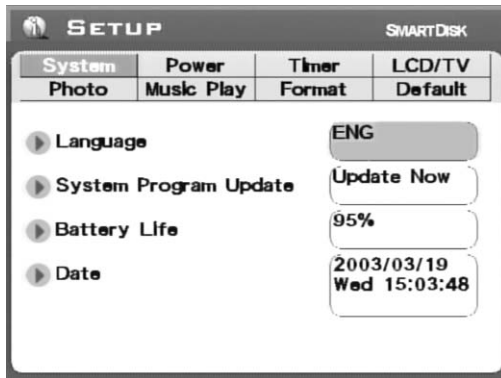 SETUP SMARTDISK
System Power Timer LCD/TV
Photo Music Play Format Default
Language ENG
System Program Update Update Now
Battery Life 95%
Date 2003/03/19
Wed 15:03:48